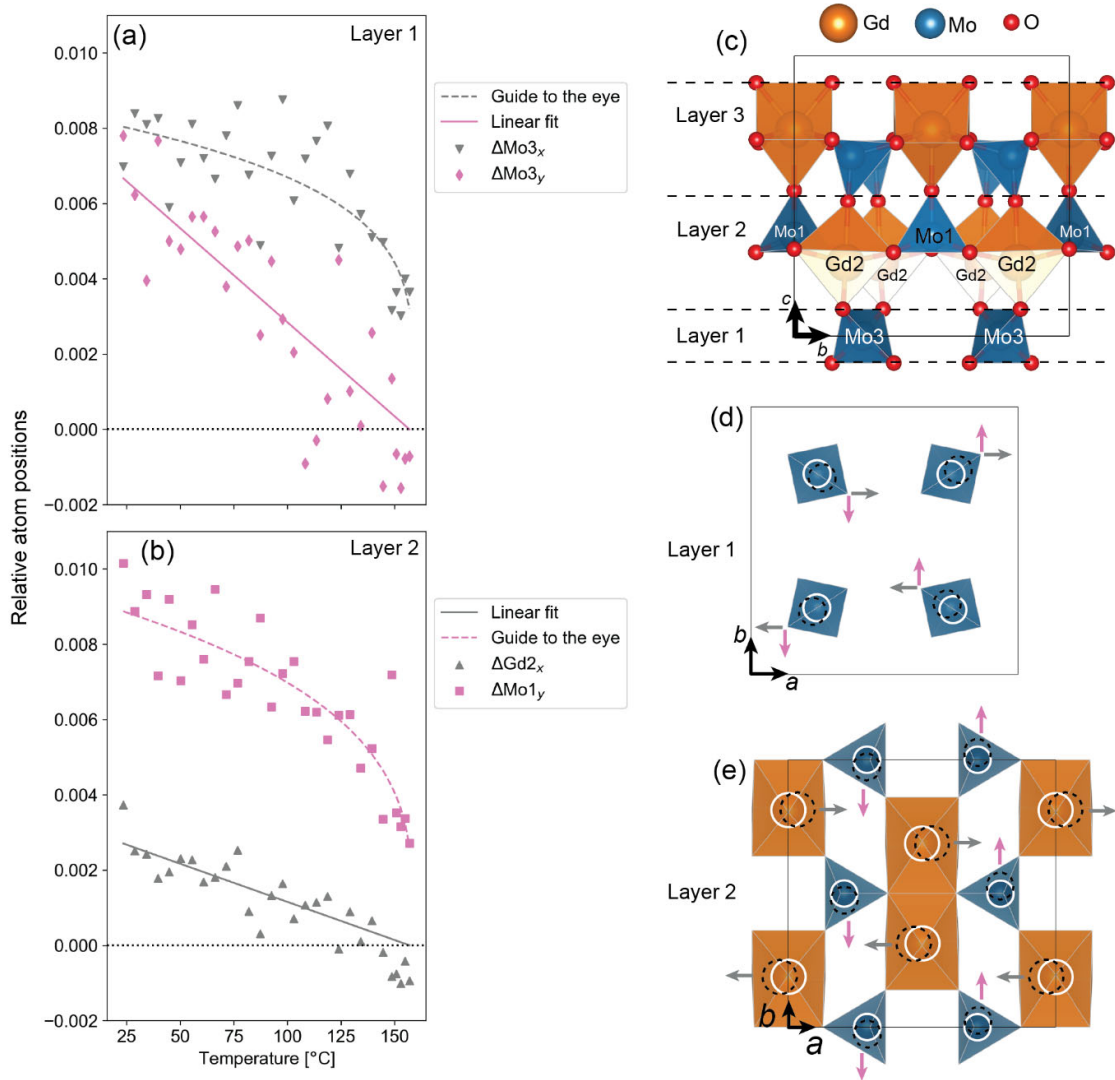 (a)
Layer 1
0.010
0.008
0.006
0.004
0.002
0.000
−0.002
Guide to the eye
Linear fit
ΔMo3x
ΔMo3y
Relative atom positions
(b)
Layer 2
0.010
0.008
0.006
0.004
0.002
0.000
−0.002
25
50
75
100
125
150
Temperature [°C]
Linear fit
Guide to the eye
ΔGd2x
ΔMo1y
Gd
Mo
O
(c)
Layer 3
Layer 2
Mo1
Mo1
Mo1
Gd2
Gd2
Gd2
Gd2
c
b
Layer 1
Mo3
Mo3
(d)
Layer 1
b
a
(e)
Layer 2
b
a